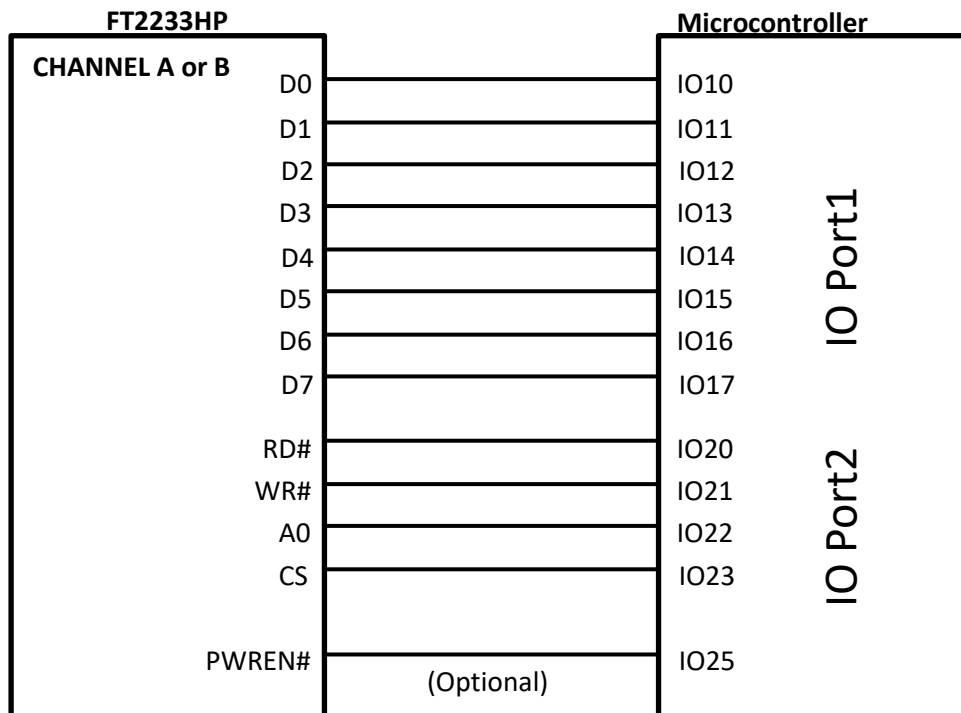 FT2233HP
Microcontroller
CHANNEL A or B
D0 IO10
D1 IO11
D2 IO12
D3 IO13
D4 IO14
D5 IO15
D6 IO16
D7 IO17
IO Port1
RD# IO20
WR# IO21
A0 IO22
CS IO23
IO Port2
PWREN# IO25
(Optional)